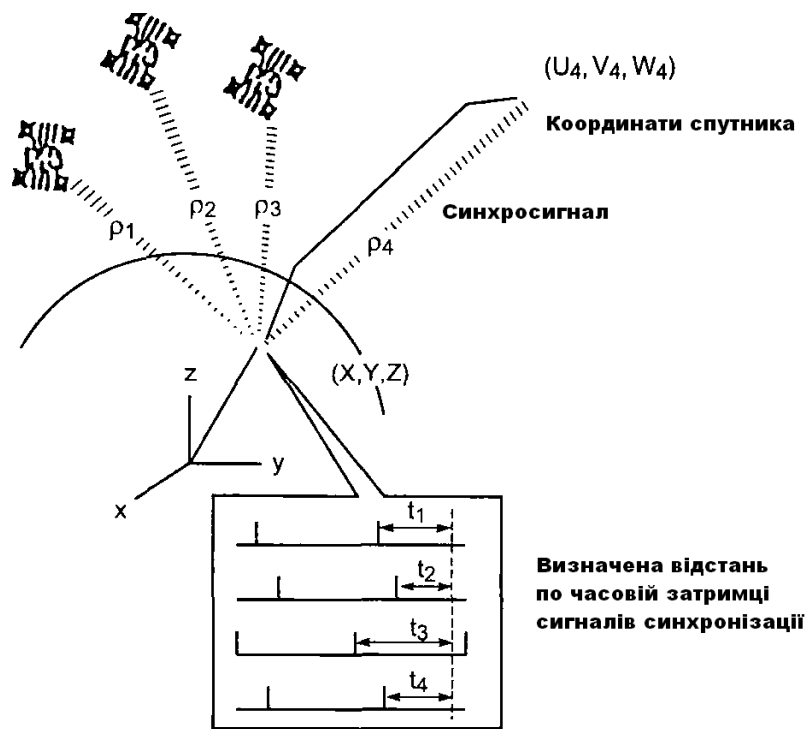 (U4, V4, W4)
Координати спутника
Синхросигнал
ρ1
ρ2
ρ3
ρ4
(X,Y,Z)
z
y
x
t1
t2
t3
t4
Визначена відстань
по часовій затримці
сигналів синхронізації